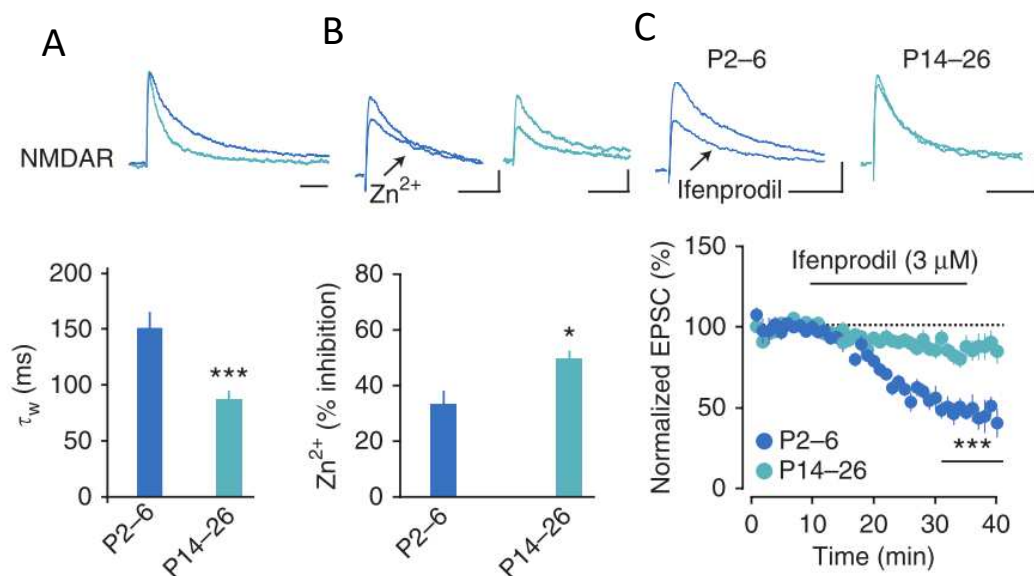 A
B
C
P2–6
P14–26
NMDAR
Zn2+
Ifenprodil
200
150
100
50
0
τw (ms)
***
P2–6
P14–26
80
60
40
20
0
Zn2+ (% inhibition)
*
P2–6
P14–26
150
100
50
0
Normalized EPSC (%)
Ifenprodil (3 μM)
P2–6
P14–26
***
0
10
20
30
40
Time (min)